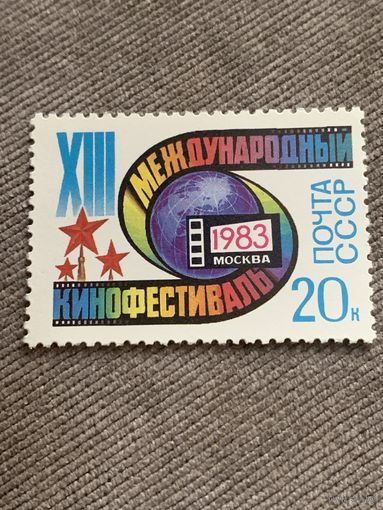 XIII
МЕЖДУНАРОДНЫЙ
1983
МОСКВА
КИНОФЕСТИВАЛЬ
ПОЧТА
СССР
20к